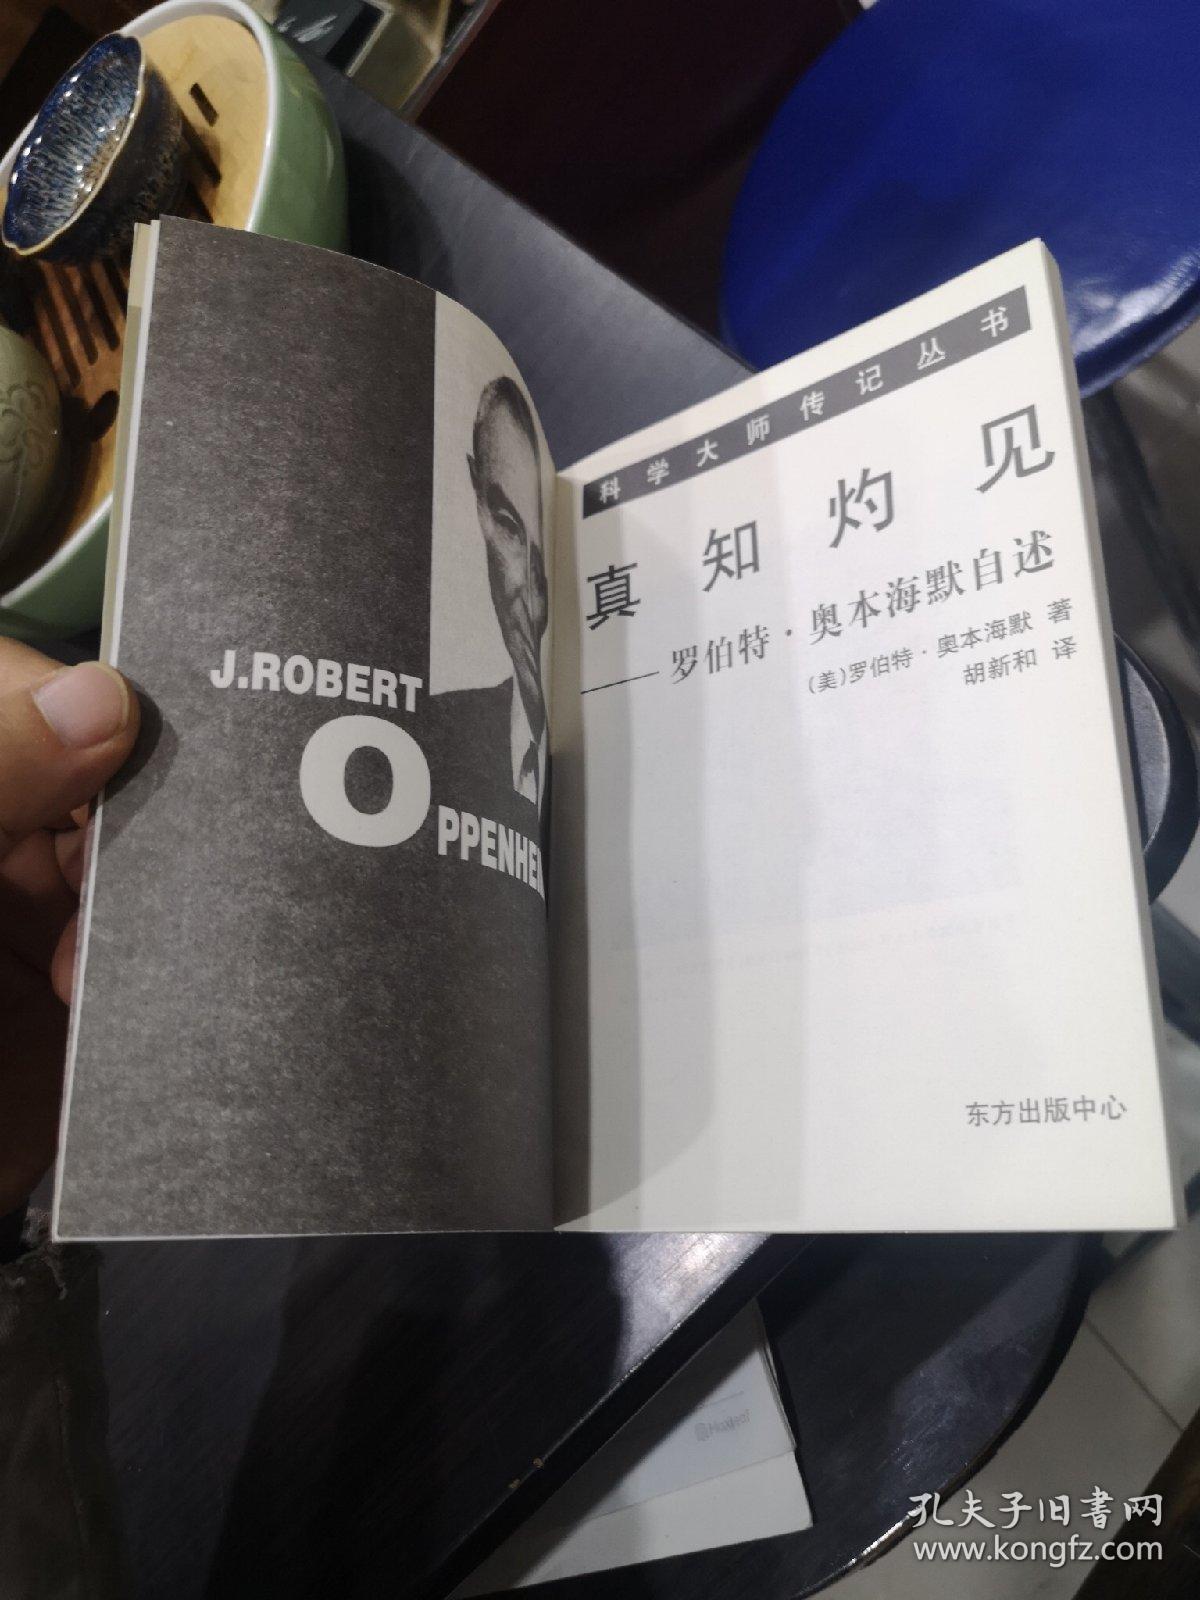 J.ROBERT
OPPENHE
科学大师传记丛书
真知灼见
——罗伯特·奥本海默自述
(美)罗伯特·奥本海默 著
胡新和 译
东方出版中心
孔夫子旧书网
www.kongfz.com